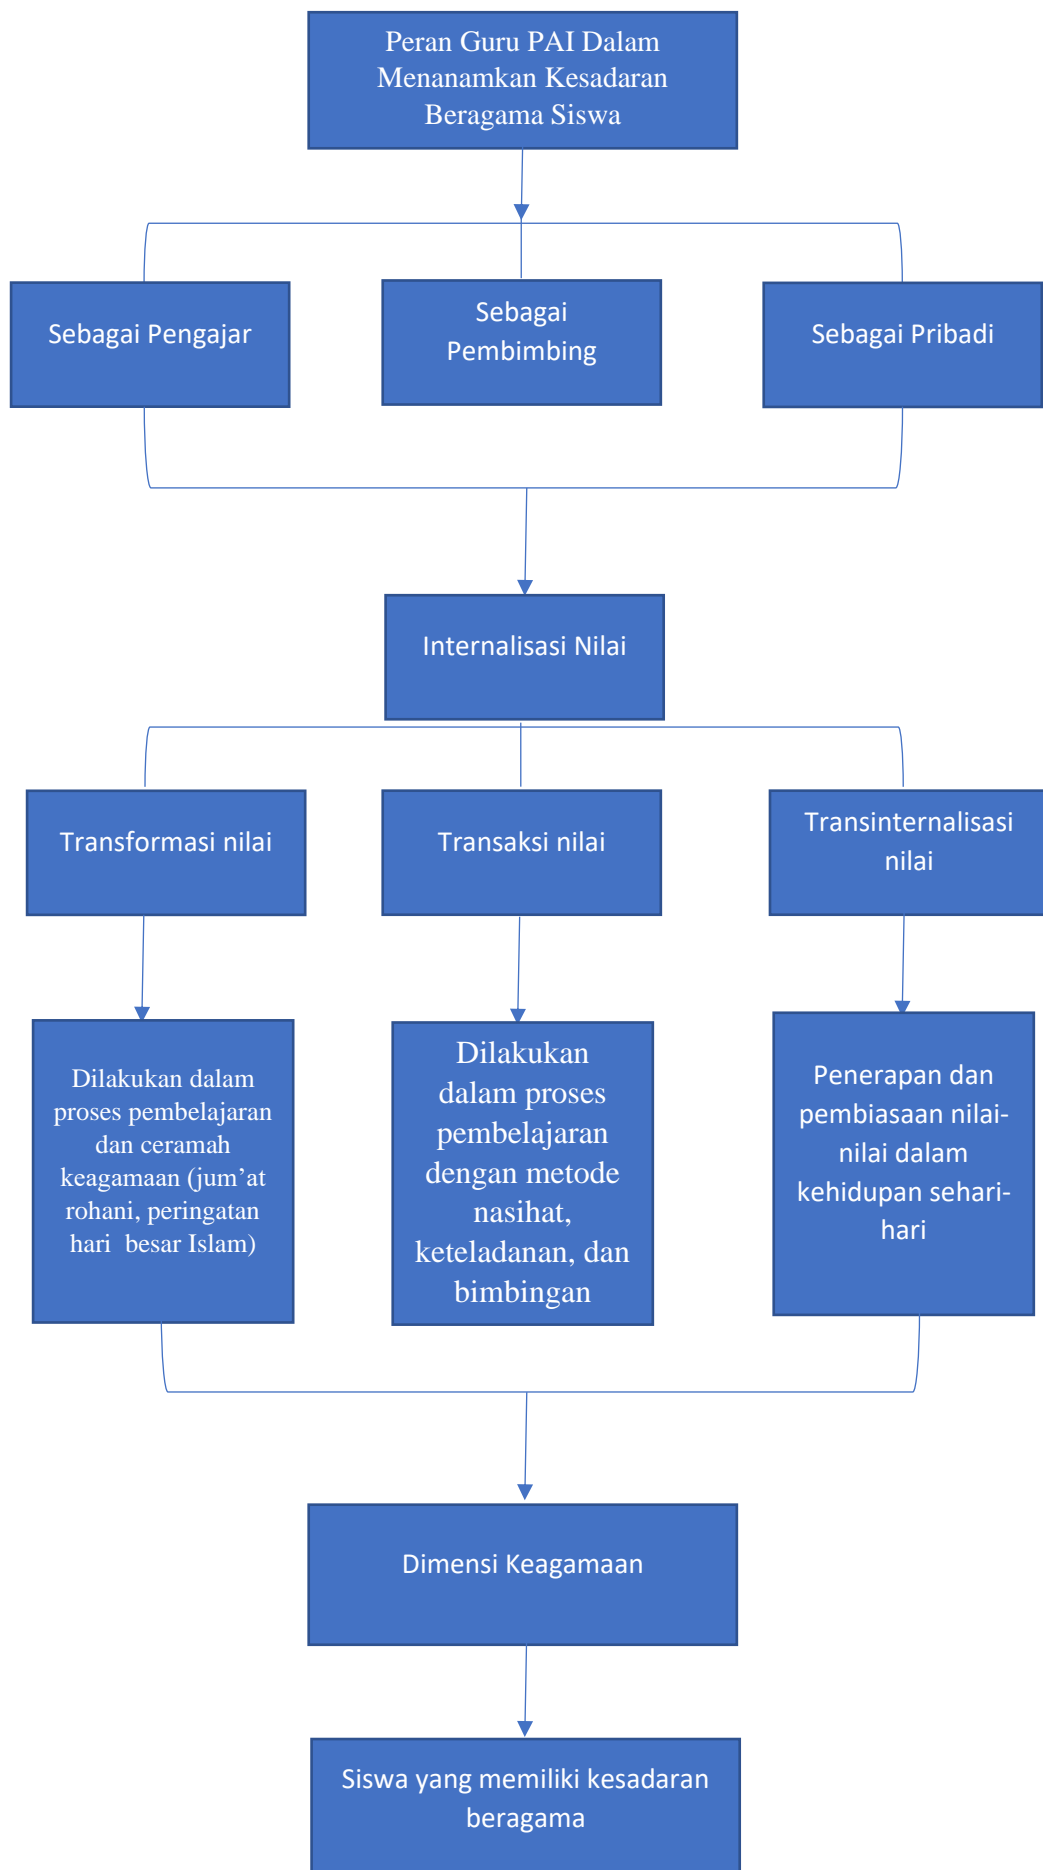 Peran Guru PAI Dalam
Menanamkan Kesadaran
Beragama Siswa
Sebagai Pengajar
Sebagai
Pembimbing
Sebagai Pribadi
Internalisasi Nilai
Transformasi nilai
Transaksi nilai
Transinternalisasi
nilai
Dilakukan dalam
proses pembelajaran
dan ceramah
keagamaan (jum’at
rohani, peringatan
hari  besar Islam)
Dilakukan
dalam proses
pembelajaran
dengan metode
nasihat,
keteladanan, dan
bimbingan
Penerapan dan
pembiasaan nilai-
nilai dalam
kehidupan sehari-
hari
Dimensi Keagamaan
Siswa yang memiliki kesadaran
beragama